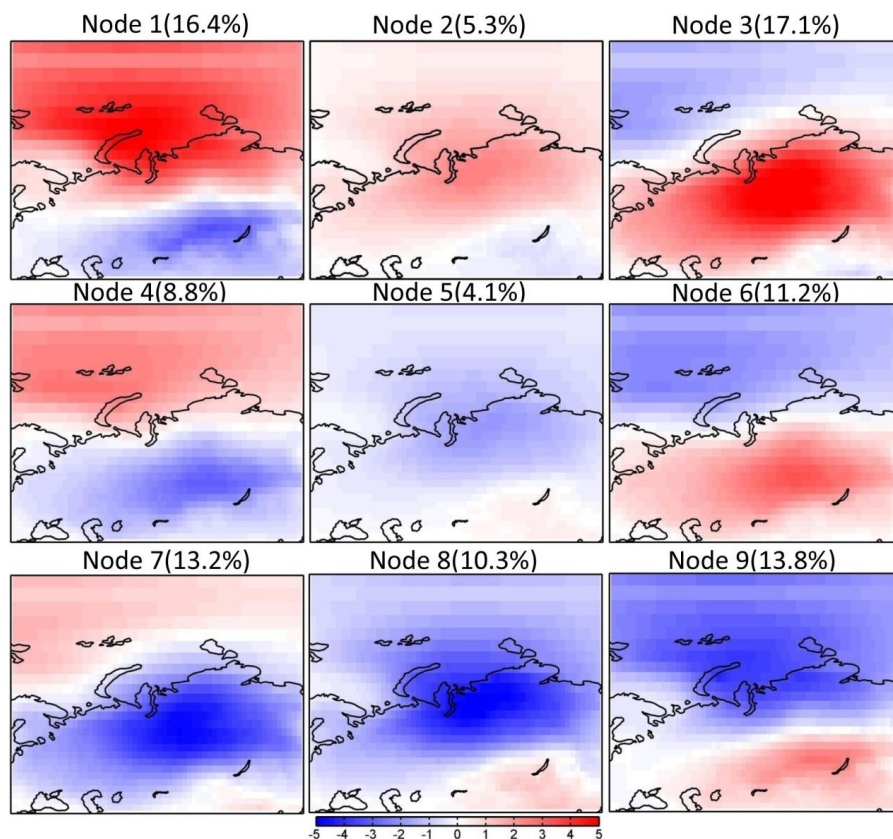 Node 1(16.4%) Node 2(5.3%) Node 3(17.1%)
Node 4(8.8%) Node 5(4.1%) Node 6(11.2%)
Node 7(13.2%) Node 8(10.3%) Node 9(13.8%)
-5 -4 -3 -2 -1 0 1 2 3 4 5